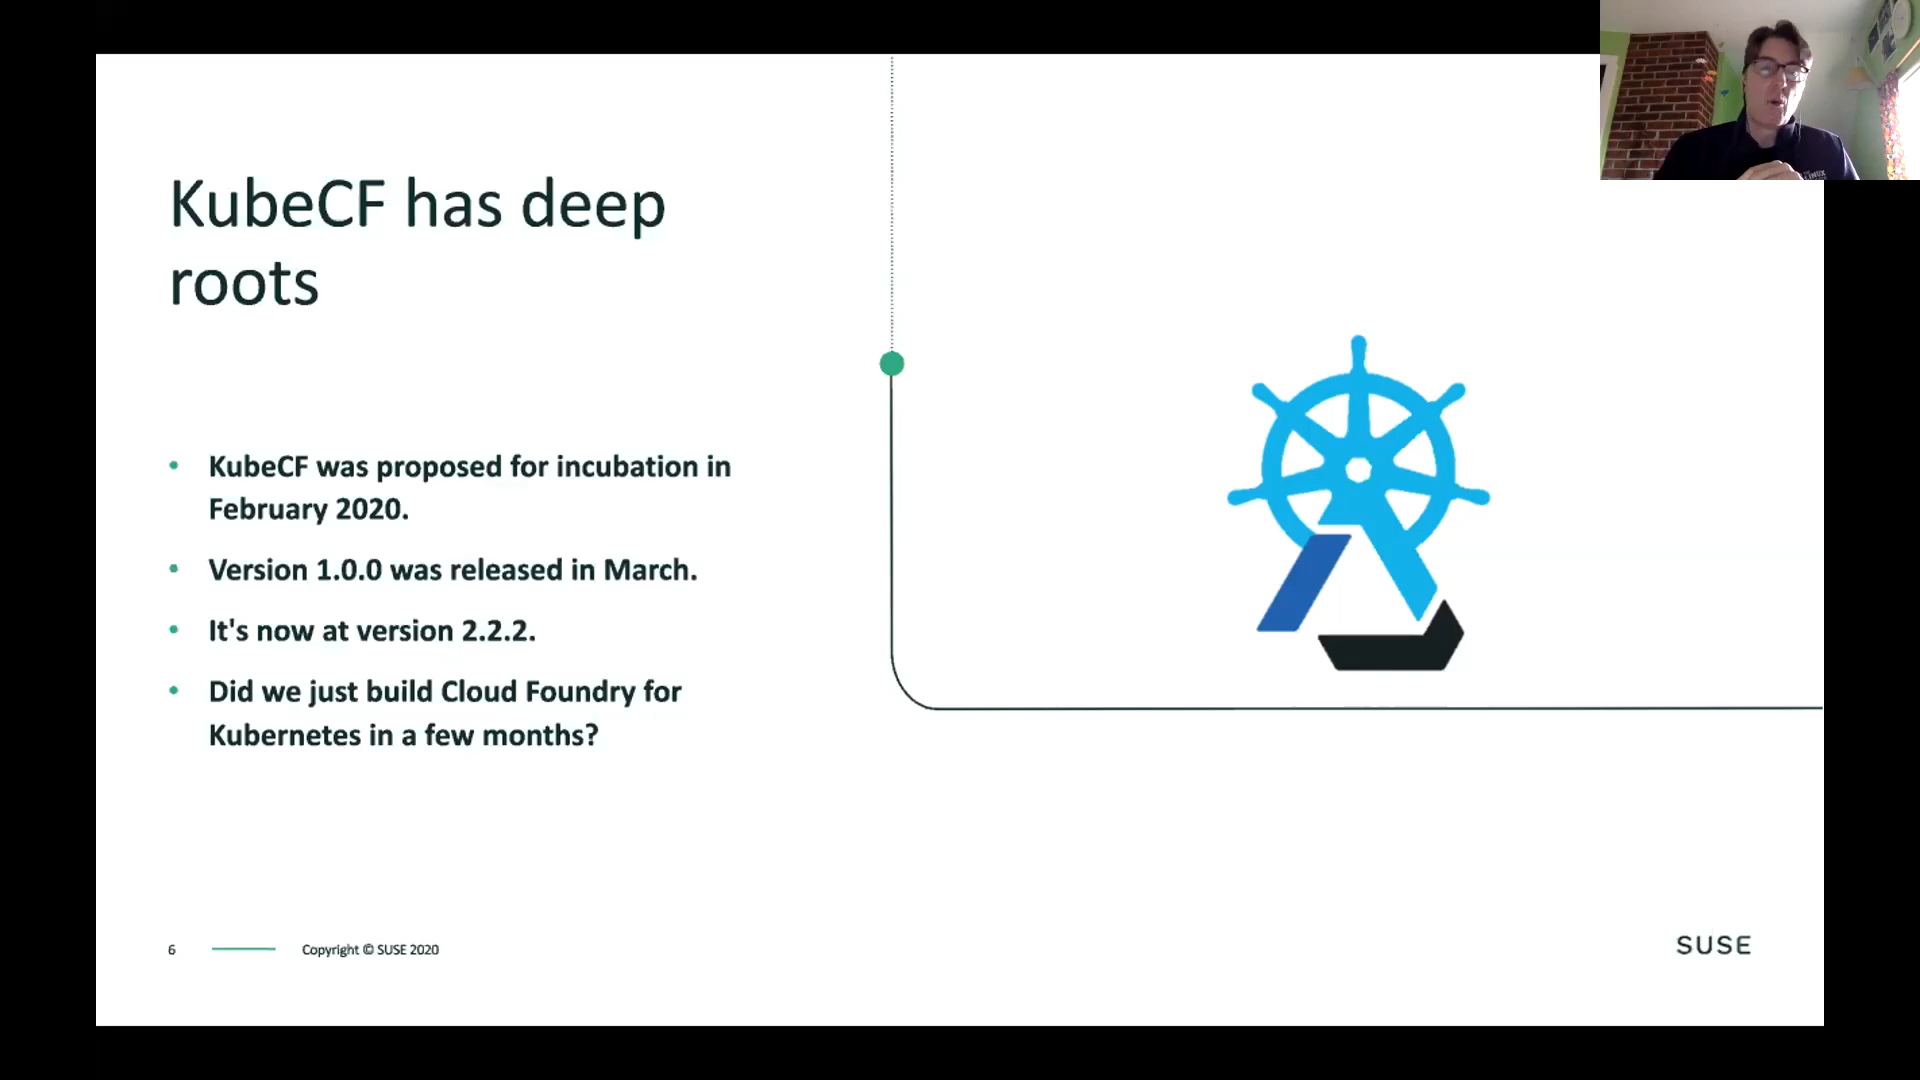 KubeCF has deep
roots
• KubeCF was proposed for incubation in
February 2020.
• Version 1.0.0 was released in March.
• It's now at version 2.2.2.
• Did we just build Cloud Foundry for
Kubernetes in a few months?
6
Copyright © SUSE 2020
SUSE